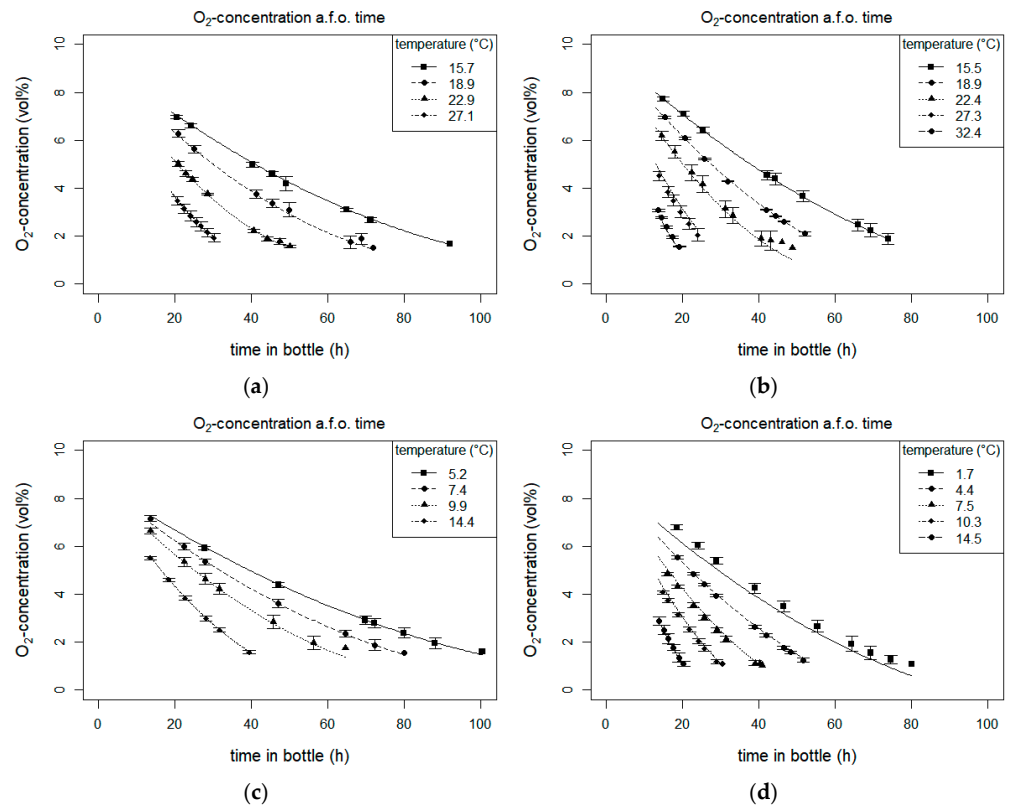 O₂-concentration a.f.o. time
O₂-concentration (vol%)
10
8
6
4
2
0
temperature (°C)
15.7
18.9
22.9
27.1
0 20 40 60 80 100
time in bottle (h)
(a)
O₂-concentration a.f.o. time
O₂-concentration (vol%)
10
8
6
4
2
0
temperature (°C)
15.5
18.9
22.4
27.3
32.4
0 20 40 60 80 100
time in bottle (h)
(b)
O₂-concentration a.f.o. time
O₂-concentration (vol%)
10
8
6
4
2
0
temperature (°C)
5.2
7.4
9.9
14.4
0 20 40 60 80 100
time in bottle (h)
(c)
O₂-concentration a.f.o. time
O₂-concentration (vol%)
10
8
6
4
2
0
temperature (°C)
1.7
4.4
7.5
10.3
14.5
0 20 40 60 80 100
time in bottle (h)
(d)